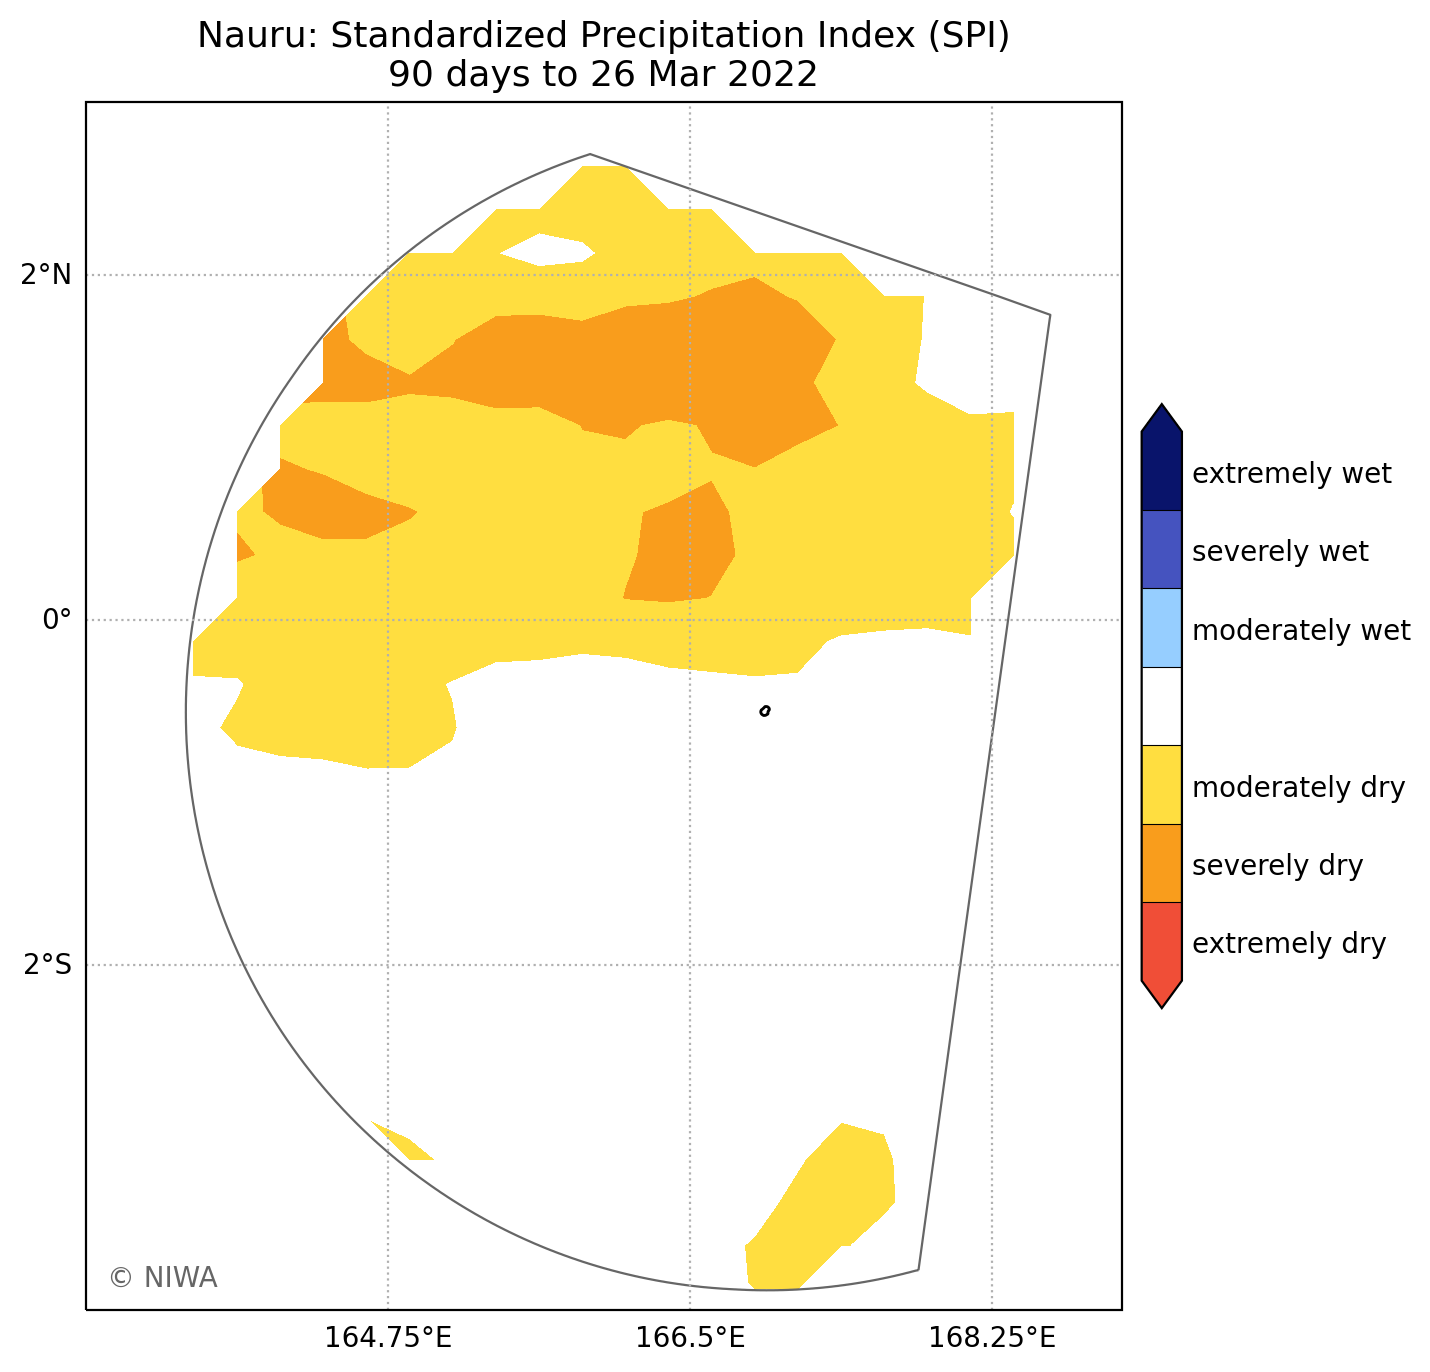 Nauru: Standardized Precipitation Index (SPI)
90 days to 26 Mar 2022
2°N
0°
2°S
164.75°E
166.5°E
168.25°E
© NIWA
extremely wet
severely wet
moderately wet
moderately dry
severely dry
extremely dry